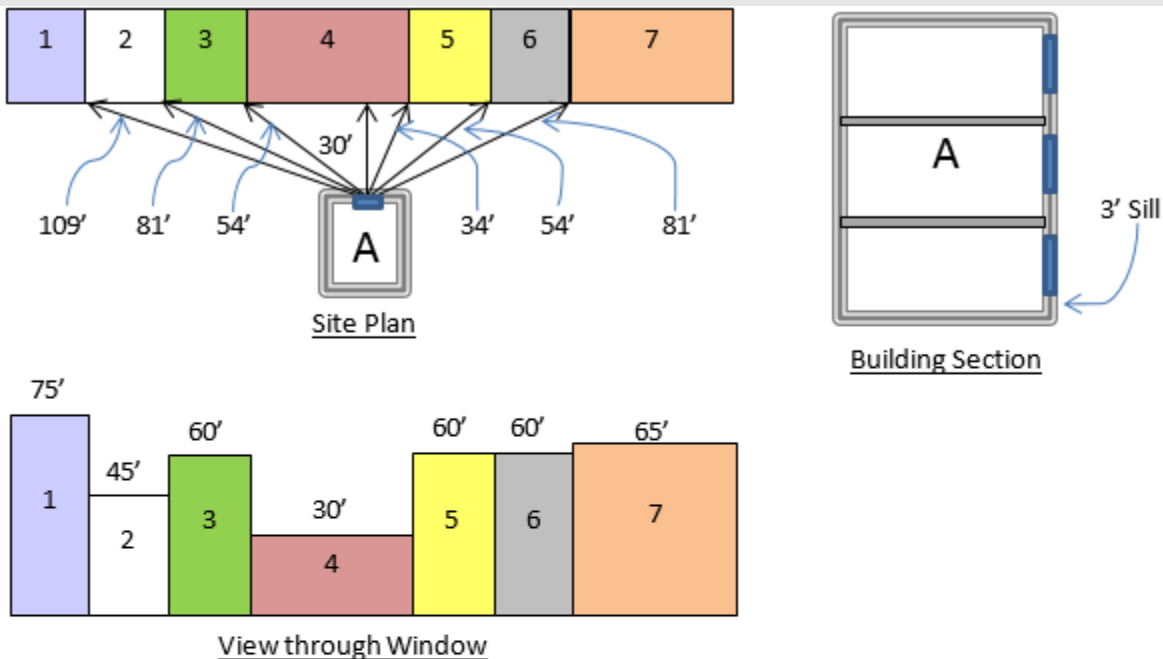 1 2 3 4 5 6 7
30'
109' 81' 54' 34' 54' 81'
A
Site Plan
A
3' Sill
Building Section
75'
45'
60'
30'
60' 60'
65'
1 2 3 4 5 6 7
View through Window